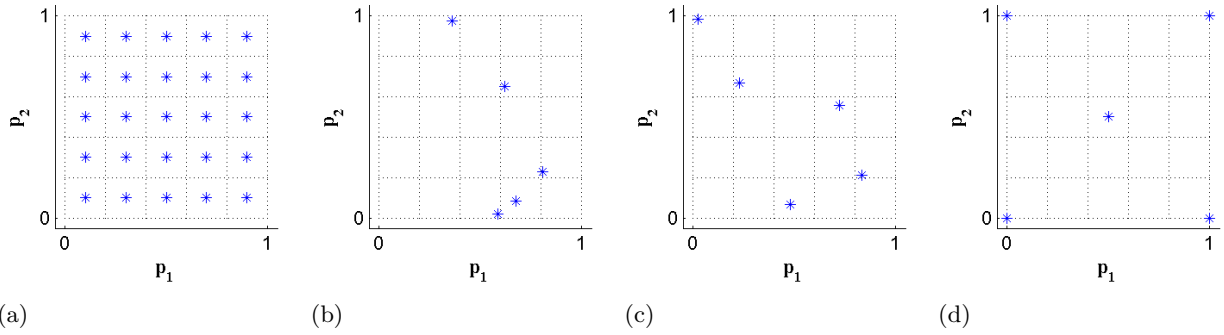 1 1 1 1
p2 p2 p2 p2
0 0 0 0
0 1 0 1 0 1 0 1
p1 p1 p1 p1
(a) (b) (c) (d)